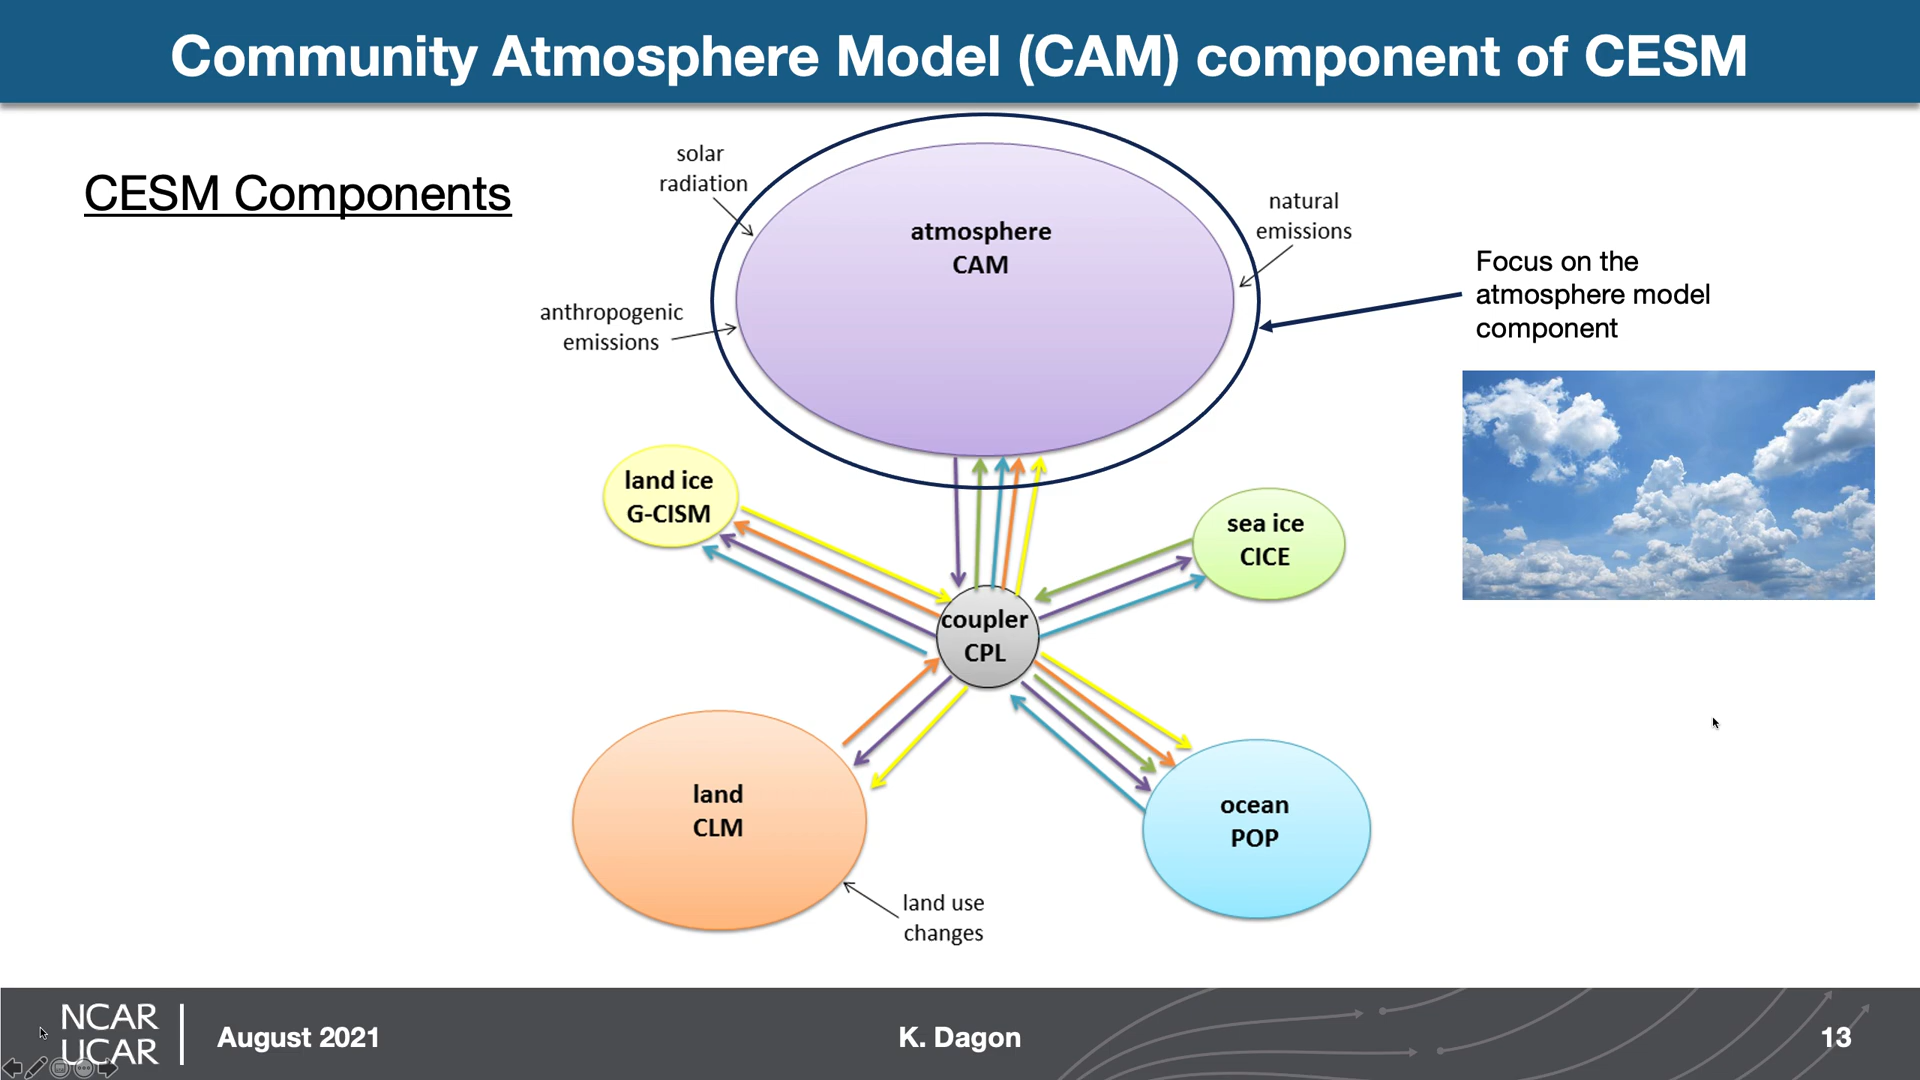 Community Atmosphere Model (CAM) component of CESM
CESM Components
solar
radiation
natural
emissions
anthropogenic
emissions
atmosphere
CAM
Focus on the
atmosphere model
component
land ice
G-CISM
sea ice
CICE
coupler
CPL
land
CLM
ocean
POP
land use
changes
NCAR
UCAR
August 2021
K. Dagon
13